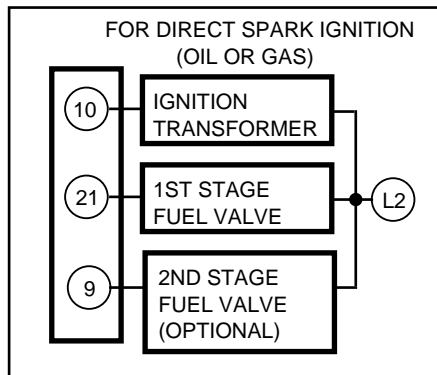 FOR DIRECT SPARK IGNITION
(OIL OR GAS)
10
IGNITION
TRANSFORMER
21
1ST STAGE
FUEL VALVE
L2
9
2ND STAGE
FUEL VALVE
(OPTIONAL)